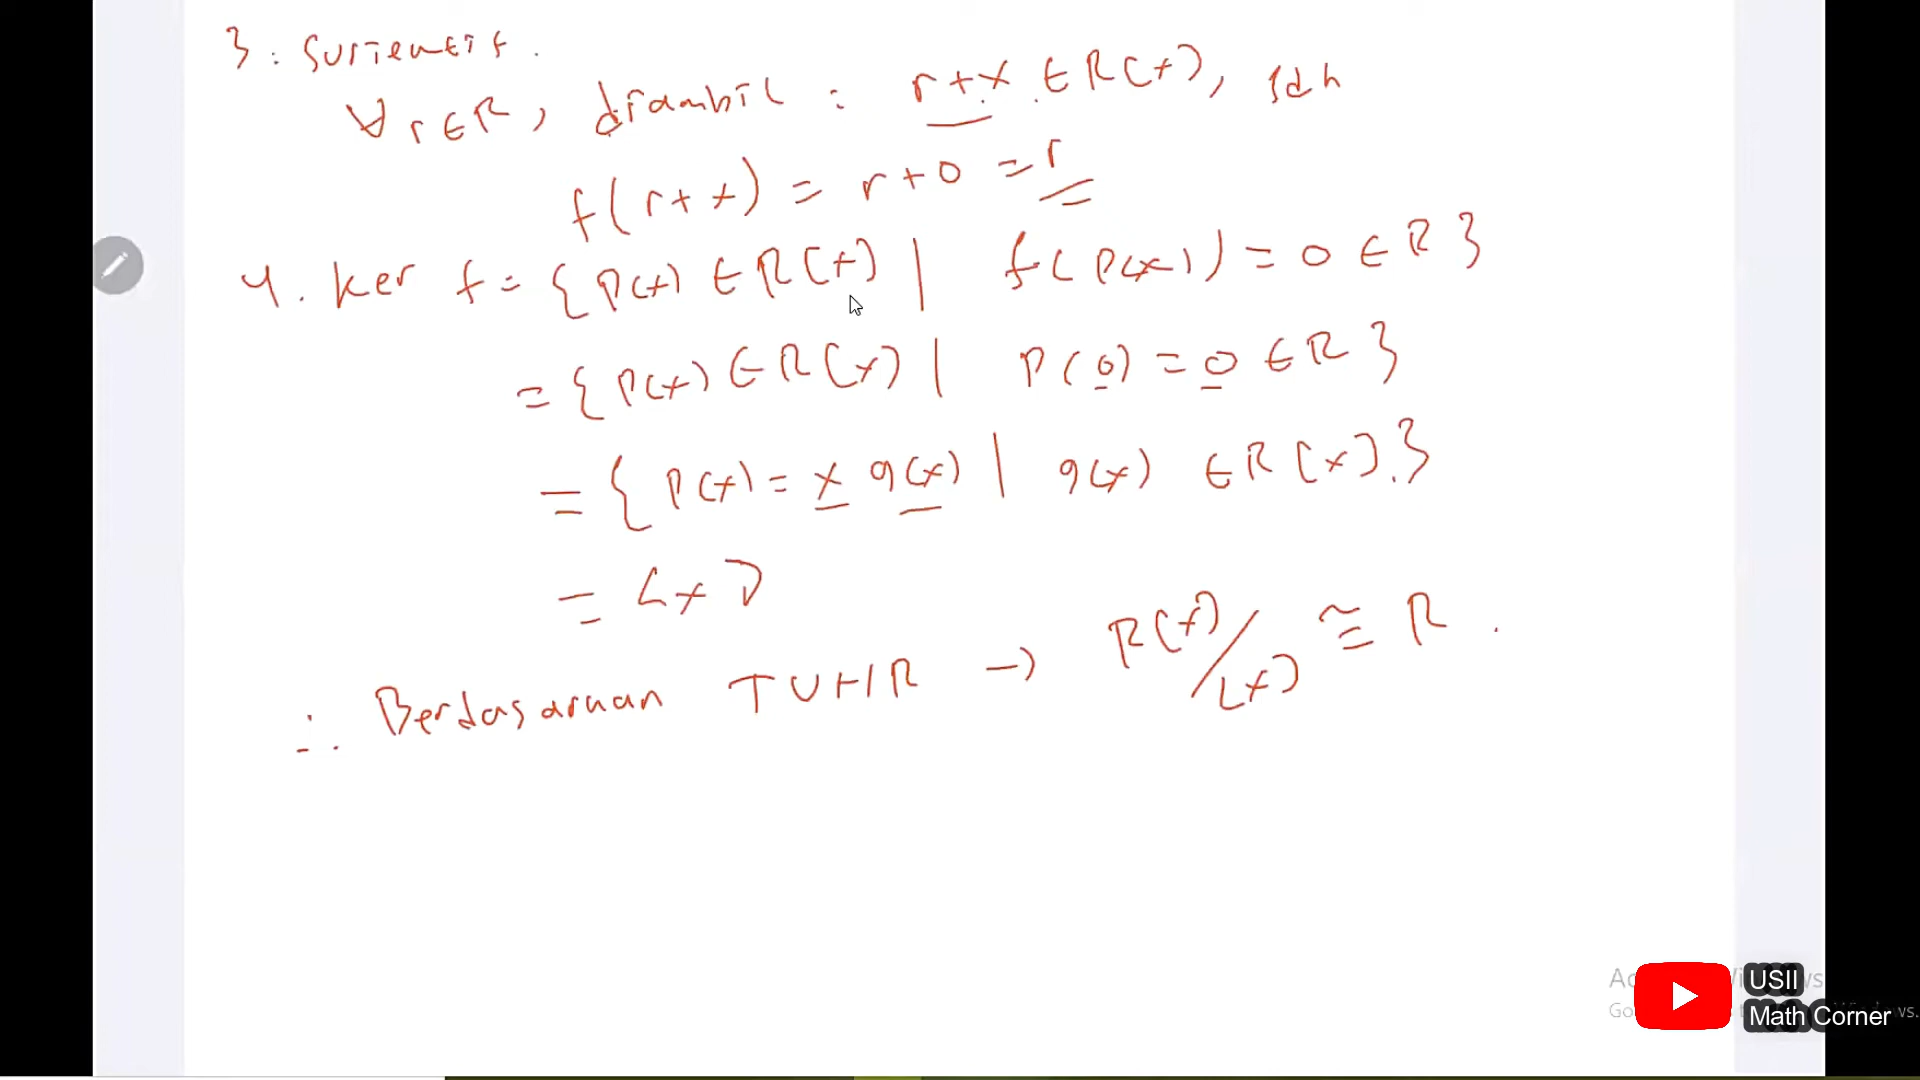 3. Surjektif.
∀ r ∈ R, diambil : r + x ∈ R[x], sdh
f(r + x) = r + 0 = r
4. Ker f = { P(x) ∈ R[x] | f(P(x)) = 0 ∈ R }
= { P(x) ∈ R[x] | P(0) = 0 ∈ R }
= { P(x) = x q(x) | q(x) ∈ R[x]. }
= <x>
∴ Berdasarkan TUHR → R[x]/<x> ≅ R.
USII
Math Corner